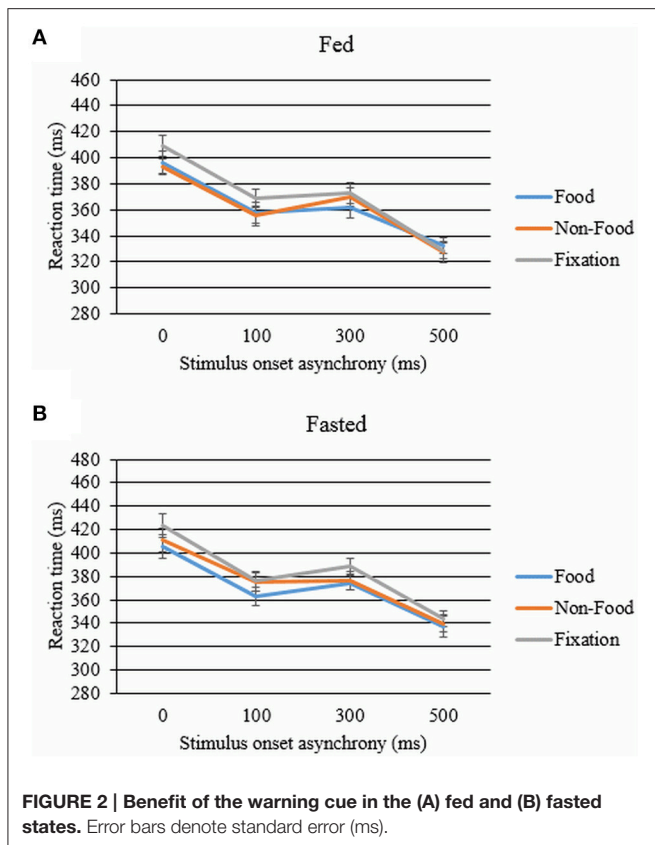 A
Fed
Reaction time (ms)
460
440
420
400
380
360
340
320
300
280
0 100 300 500
Stimulus onset asynchrony (ms)
Food
Non-Food
Fixation
B
Fasted
Reaction time (ms)
480
460
440
420
400
380
360
340
320
300
280
0 100 300 500
Stimulus onset asynchrony (ms)
Food
Non-Food
Fixation
FIGURE 2 | Benefit of the warning cue in the (A) fed and (B) fasted
states. Error bars denote standard error (ms).